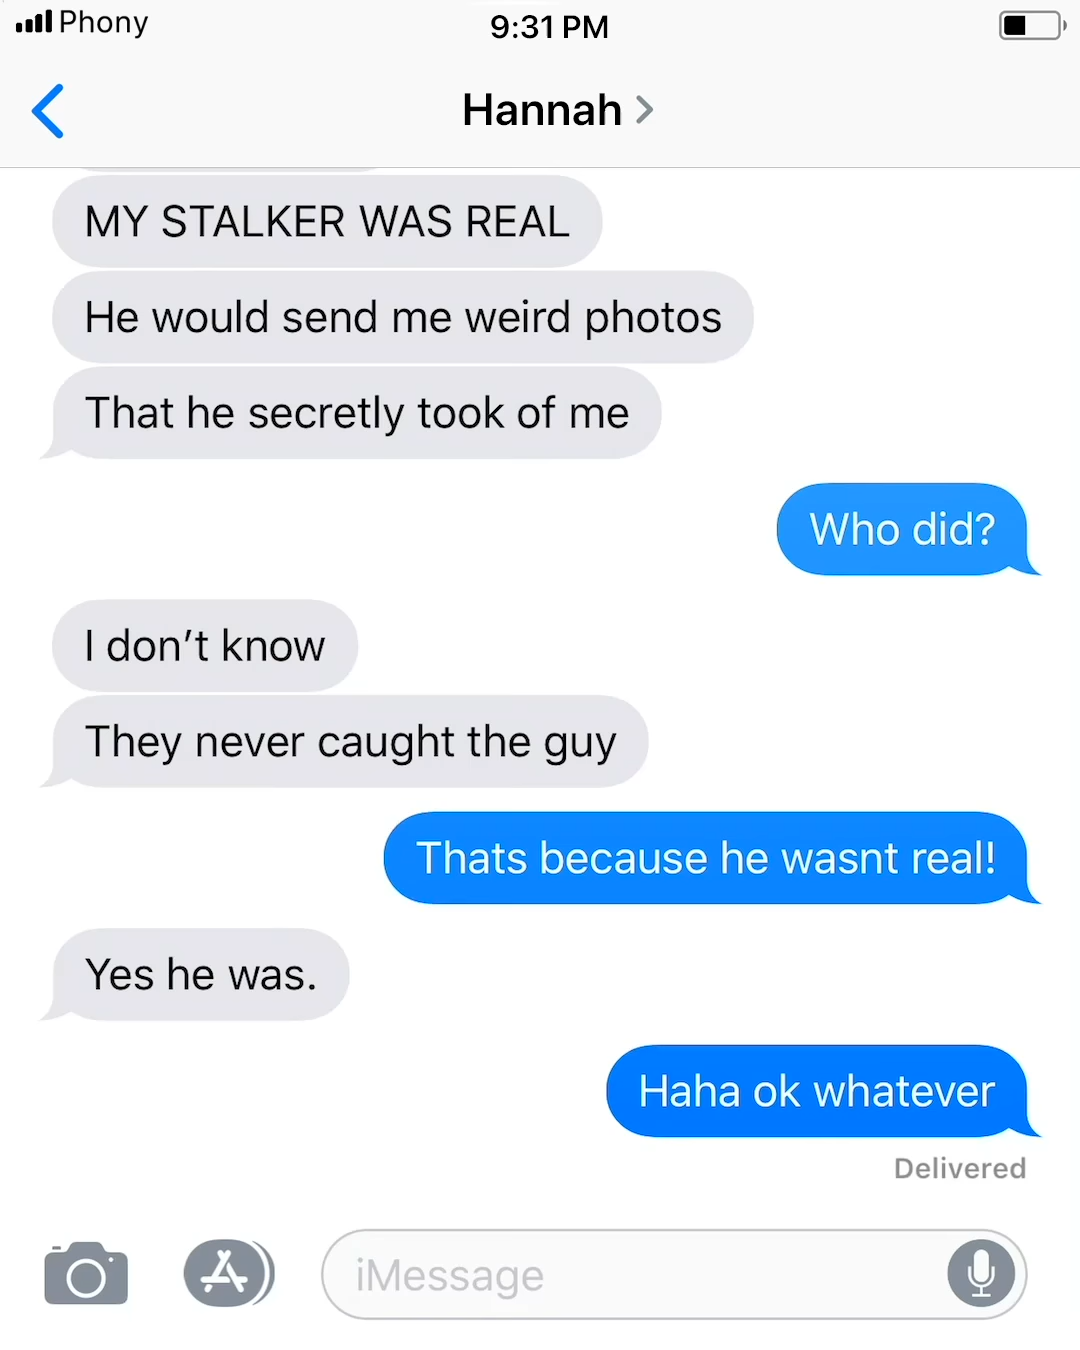 Phony
9:31 PM
Hannah
MY STALKER WAS REAL
He would send me weird photos
That he secretly took of me
Who did?
I don’t know
They never caught the guy
Thats because he wasnt real!
Yes he was.
Haha ok whatever
Delivered
iMessage